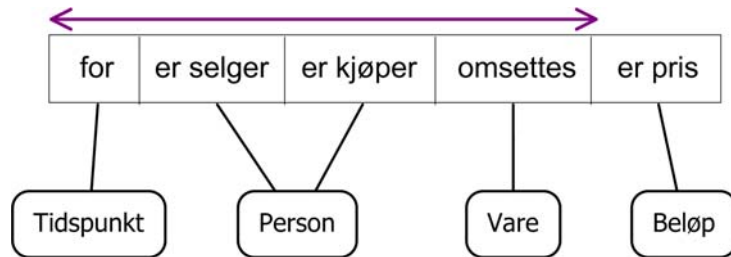 for er selger er kjøper omsettes er pris
Tidspunkt Person Vare Beløp